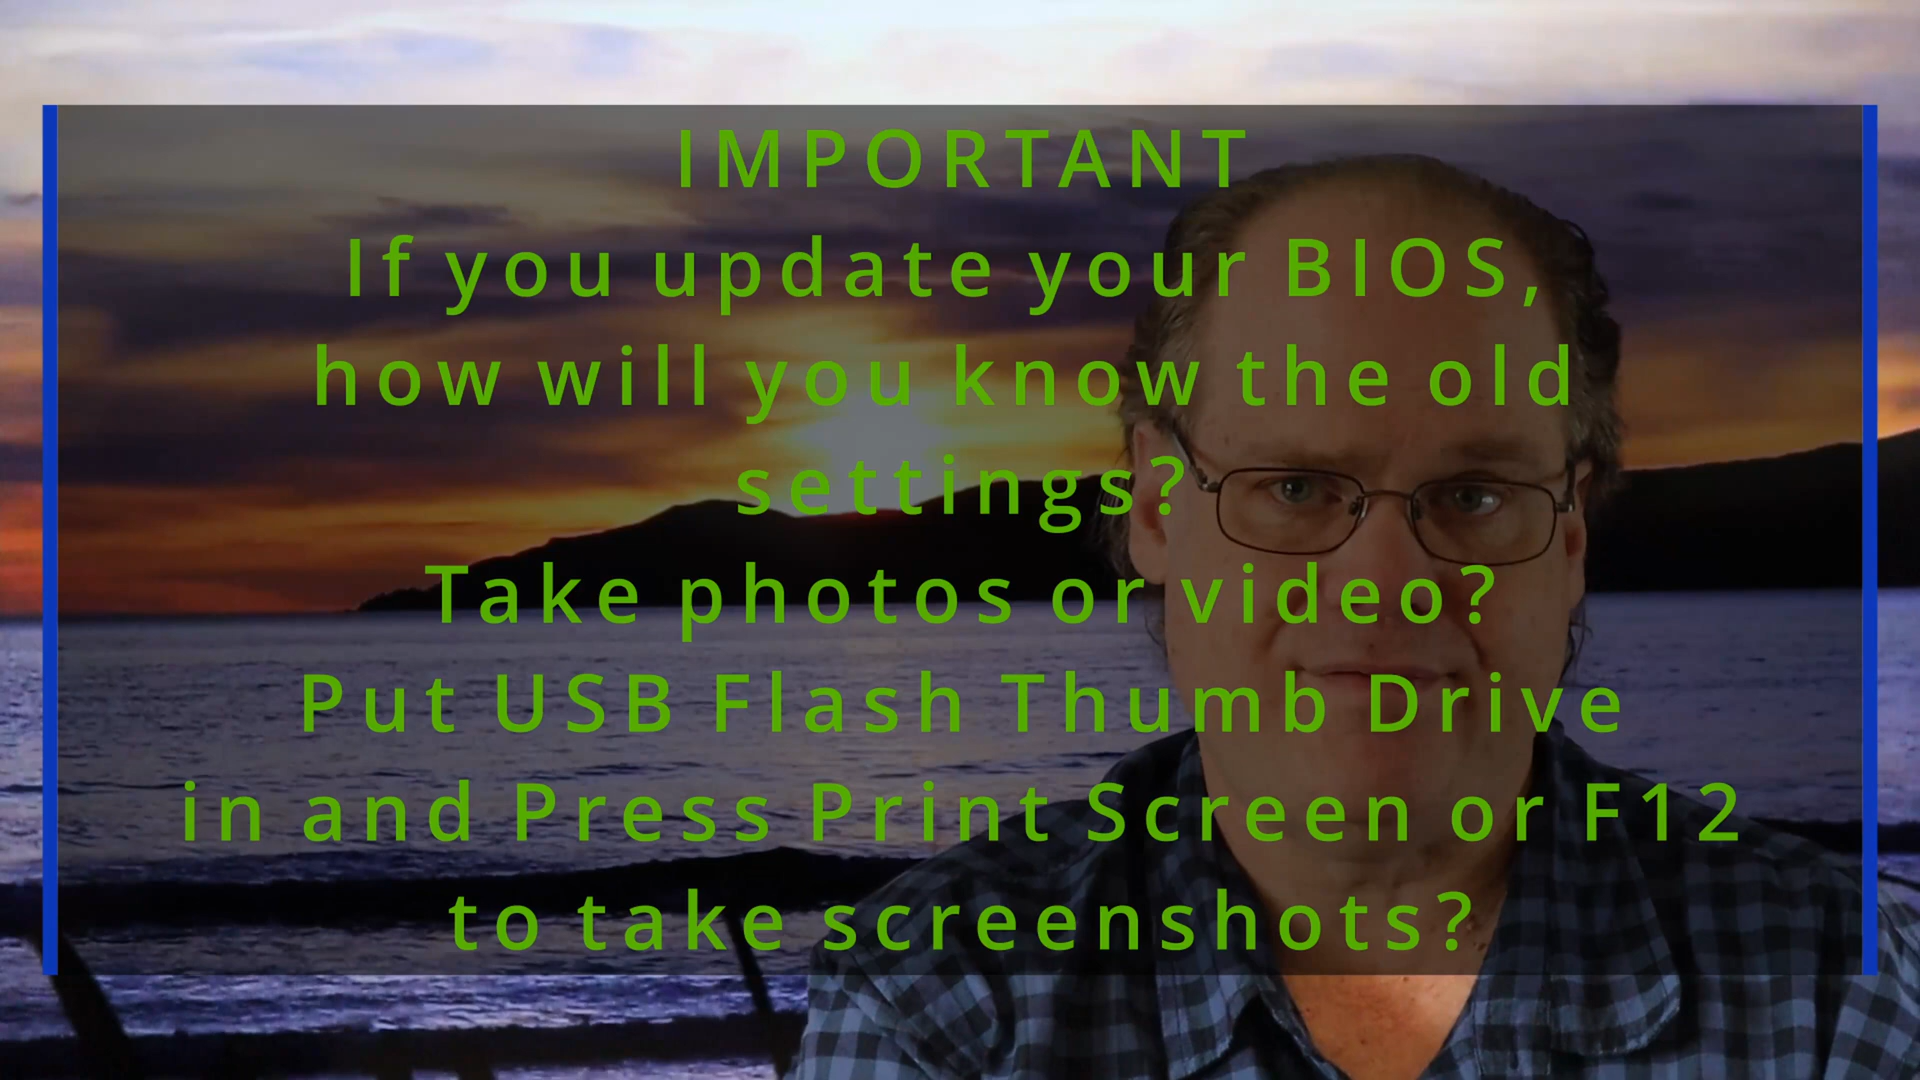 IMPORTANT
If you update your BIOS,
how will you know the old
settings?
Take photos or video?
Put USB Flash Thumb Drive
in and Press Print Screen or F12
to take screenshots?